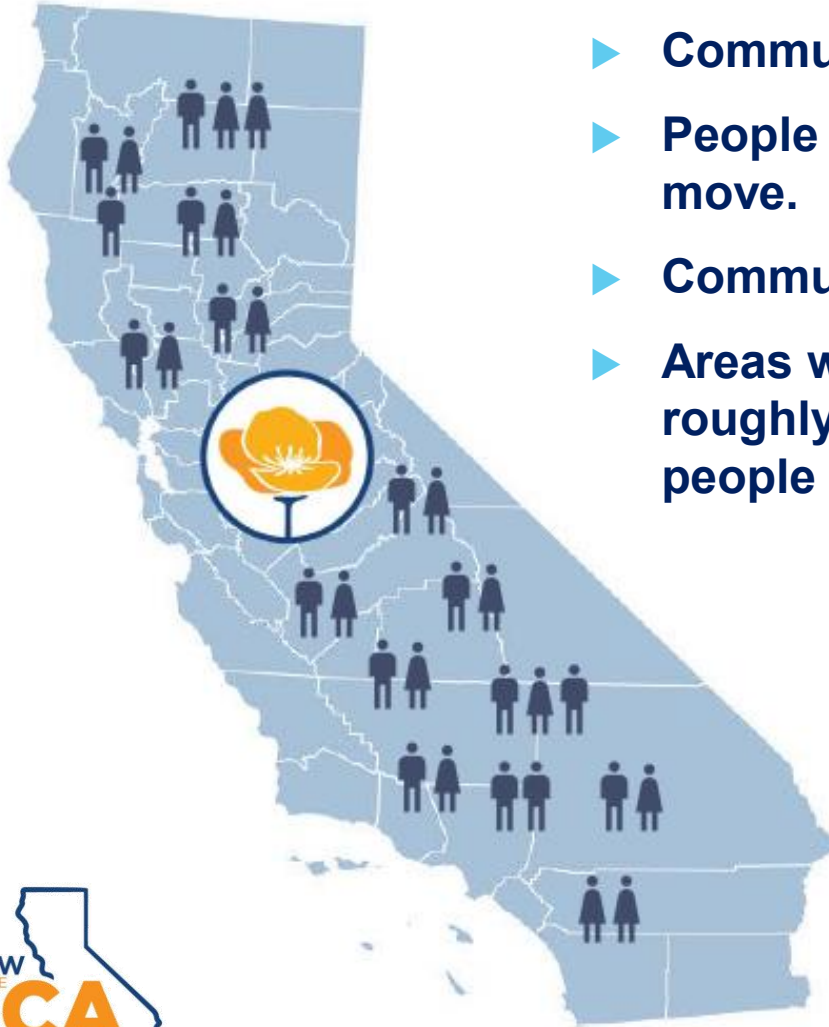 Commu
People
move.
Commu
Areas w
roughly
people
W
E
CA